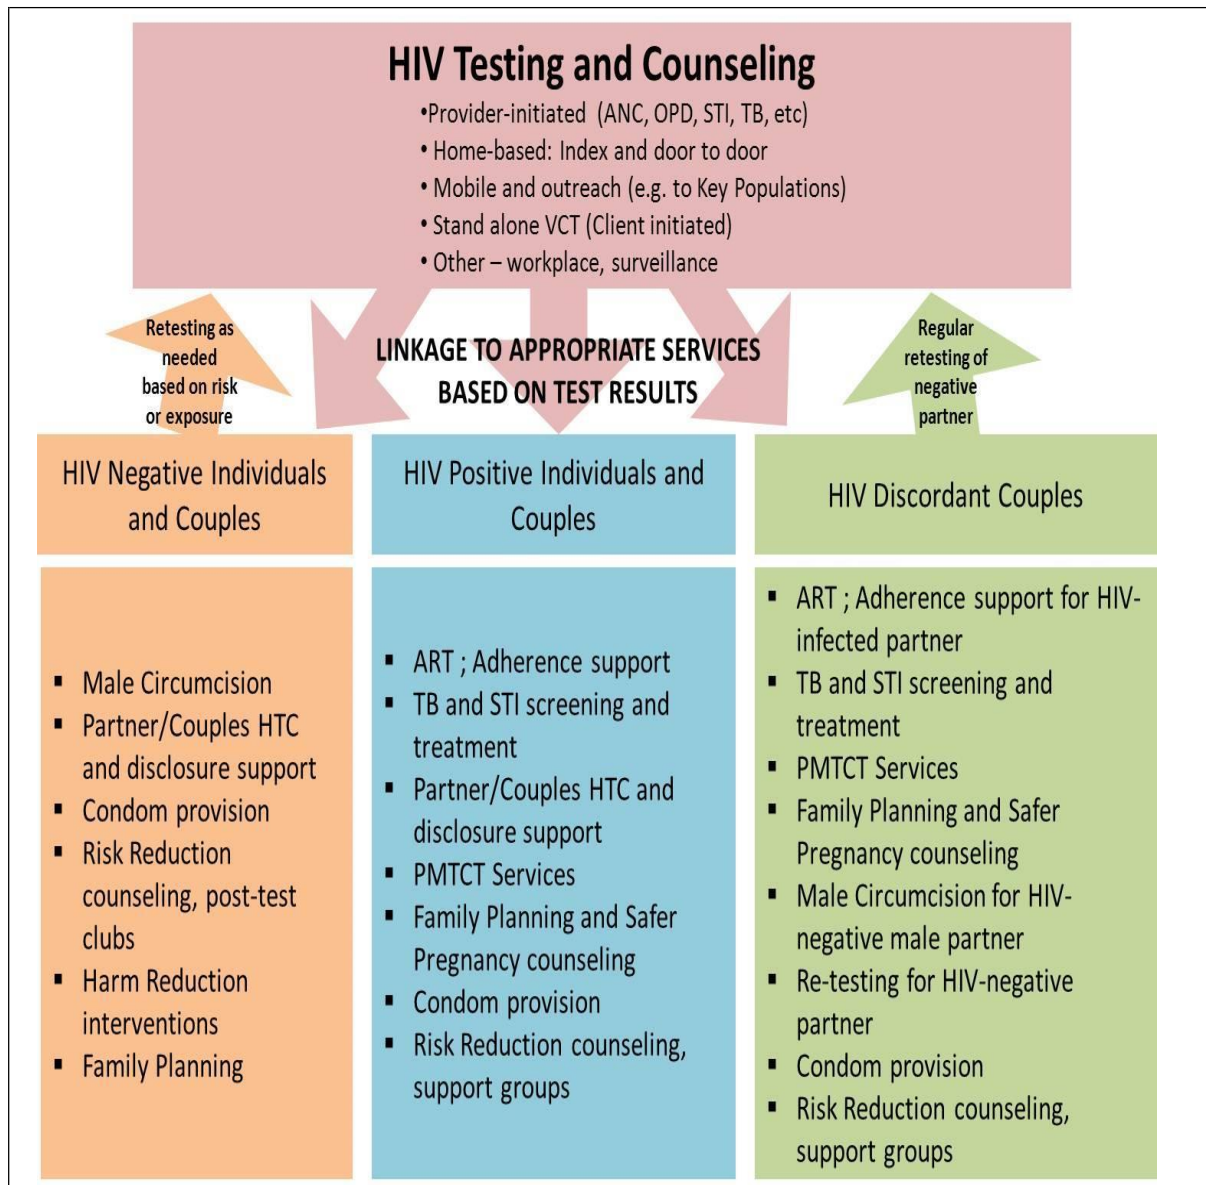 HIV Testing and Counseling
•Provider-initiated (ANC, OPD, STI, TB, etc)
• Home-based: Index and door to door
• Mobile and outreach (e.g. to Key Populations)
• Stand alone VCT (Client initiated)
• Other – workplace, surveillance
Retesting as
needed
based on risk
or exposure
LINKAGE TO APPROPRIATE SERVICES
BASED ON TEST RESULTS
Regular
retesting of
negative
partner
HIV Negative Individuals
and Couples
HIV Positive Individuals and
Couples
HIV Discordant Couples
▪ Male Circumcision
▪ Partner/Couples HTC
and disclosure support
▪ Condom provision
▪ Risk Reduction
counseling, post-test
clubs
▪ Harm Reduction
interventions
▪ Family Planning
▪ ART ; Adherence support
▪ TB and STI screening and
treatment
▪ Partner/Couples HTC and
disclosure support
▪ PMTCT Services
▪ Family Planning and Safer
Pregnancy counseling
▪ Condom provision
▪ Risk Reduction counseling,
support groups
▪ ART ; Adherence support for HIV-
infected partner
▪ TB and STI screening and
treatment
▪ PMTCT Services
▪ Family Planning and Safer
Pregnancy counseling
▪ Male Circumcision for HIV-
negative male partner
▪ Re-testing for HIV-negative
partner
▪ Condom provision
▪ Risk Reduction counseling,
support groups